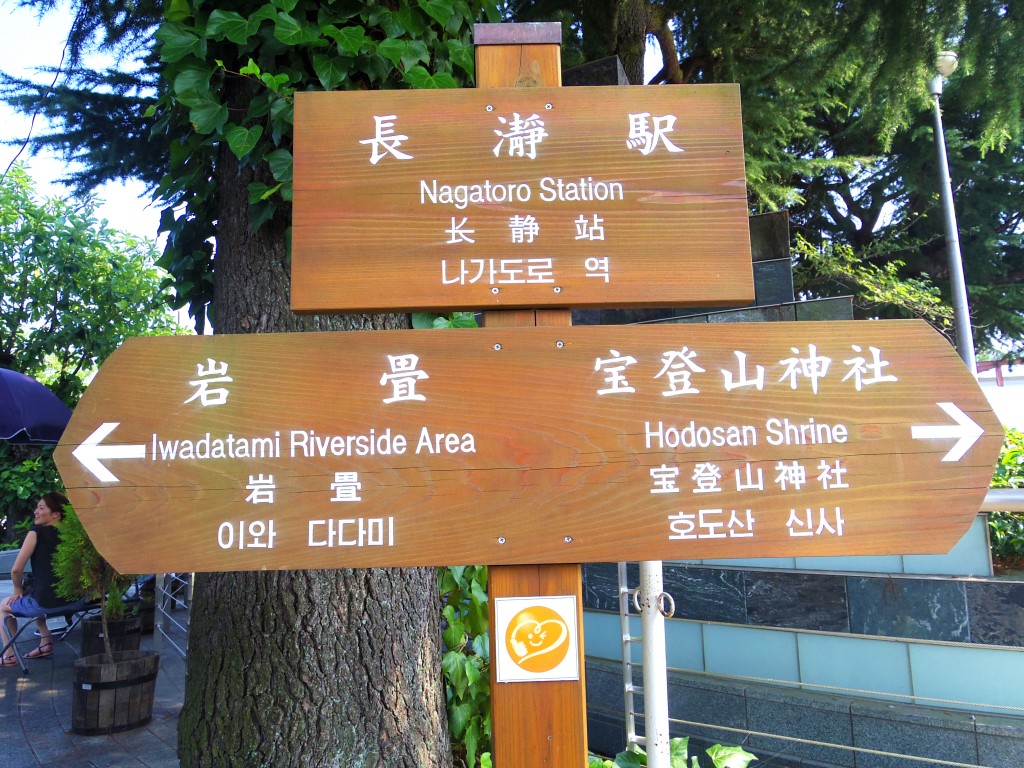 長瀞駅
Nagatoro Station
长静站
나가도로 역
岩畳
Iwadatami Riverside Area
岩 畳
이와 다다미
宝登山神社
Hodosan Shrine
宝登山神社
호도산 신사